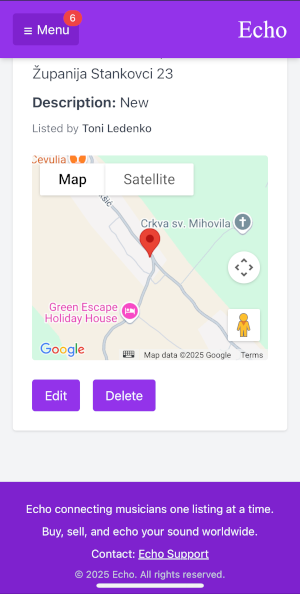 6
≡ Menu
Echo
Županija Stankovci 23
Description: New
Listed by Toni Ledenko
Cevulia
Map
Satellite
Crkva sv. Mihovila
Green Escape
Holiday House
Google
Map data ©2025 Google
Terms
Edit
Delete
Echo connecting musicians one listing at a time.
Buy, sell, and echo your sound worldwide.
Contact: Echo Support
© 2025 Echo. All rights reserved.